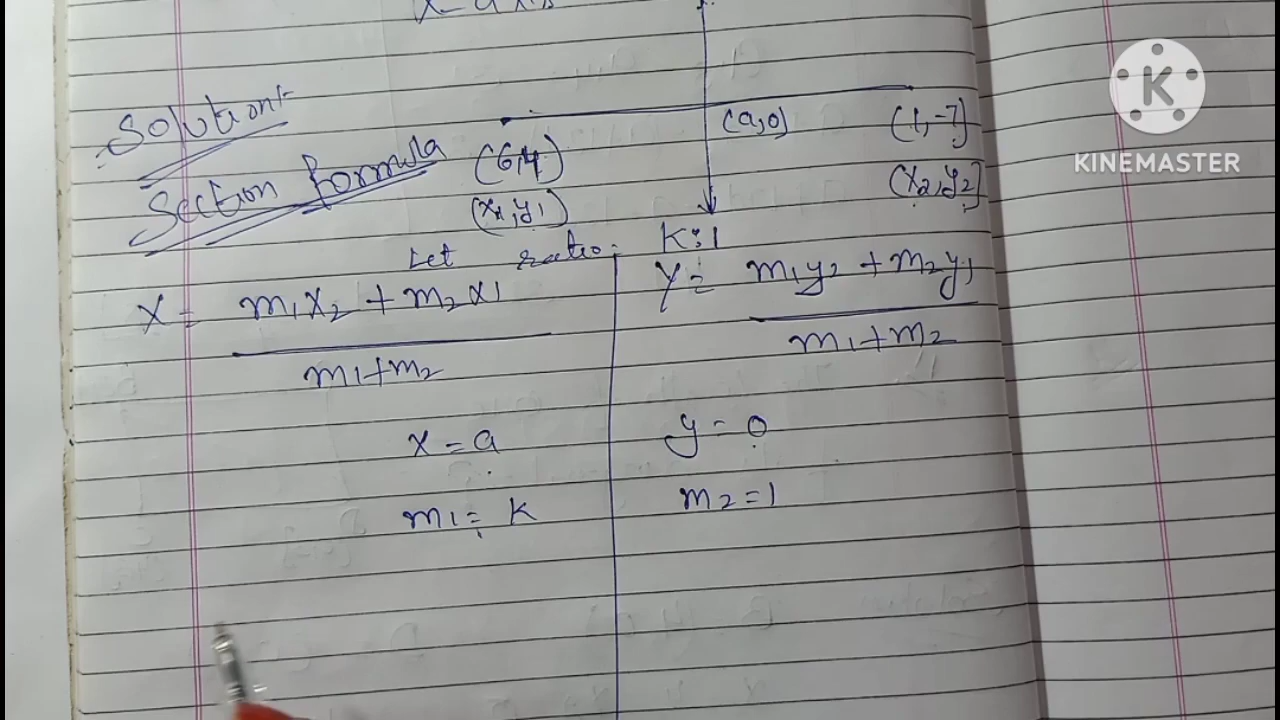 x-axis
Solution:-
(a,0) (1,-7)
Section formula (6,4)
(x1,y1) (x2,y2)
Let ratio: K:1
X = m1x2 + m2x1 / m1+m2
Y = m1y2 + m2y1 / m1+m2
x = a y = 0
m1 = K m2 = 1
K
KINEMASTER